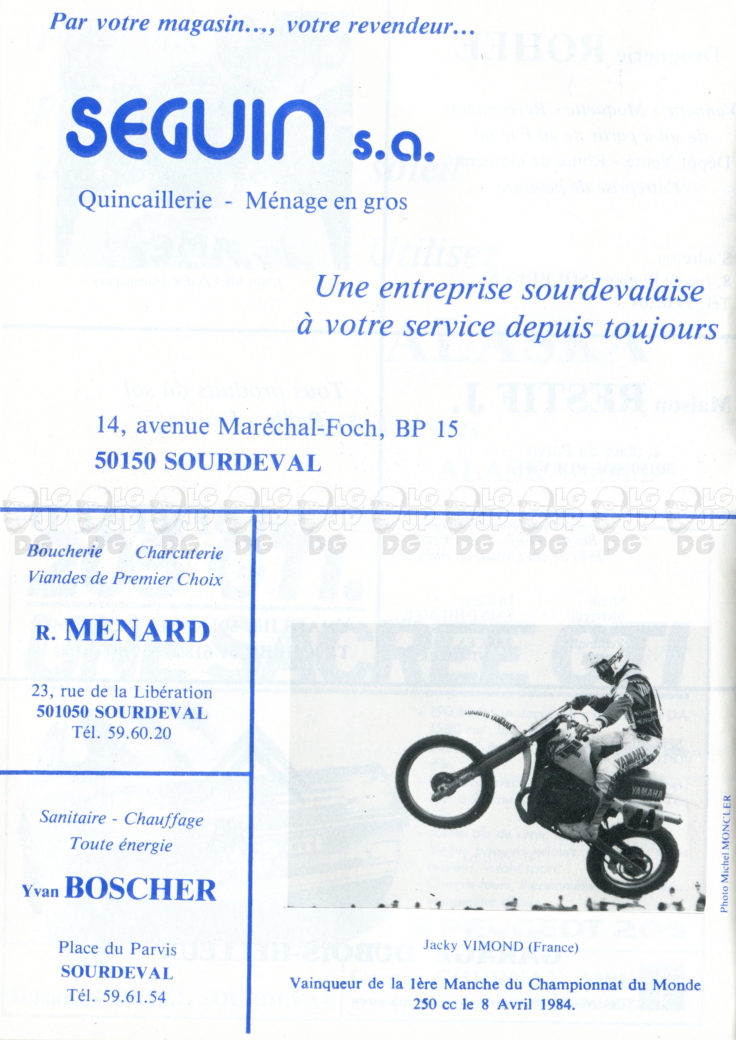 Par votre magasin..., votre revendeur...
SEGUIN s.a.
Quincaillerie - Ménage en gros
Une entreprise sourdevalaise
à votre service depuis toujours
14, avenue Maréchal-Foch, BP 15
50150 SOURDEVAL
Boucherie Charcuterie
Viandes de Premier Choix
R. MENARD
23, rue de la Libération
501050 SOURDEVAL
Tél. 59.60.20
Sanitaire - Chauffage
Toute énergie
Yvan BOSCHER
Place du Parvis
SOURDEVAL
Tél. 59.61.54
YAMAHA
44
Photo Michel MONCLER
Jacky VIMOND (France)
Vainqueur de la 1ère Manche du Championnat du Monde
250 cc le 8 Avril 1984.